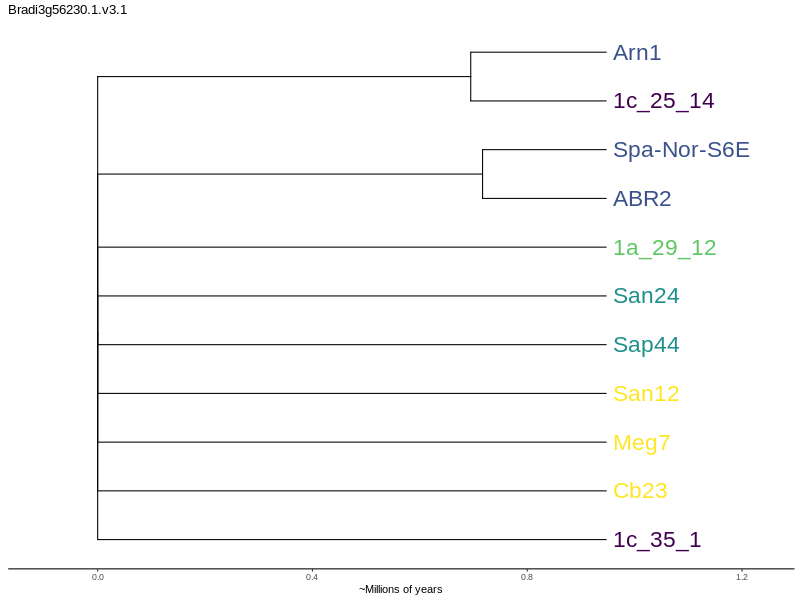 Bradi3g56230.1.v3.1
Arn1
1c_25_14
Spa-Nor-S6E
ABR2
1a_29_12
San24
Sap44
San12
Meg7
Cb23
1c_35_1
0.0 0.4 0.8 1.2
~Millions of years